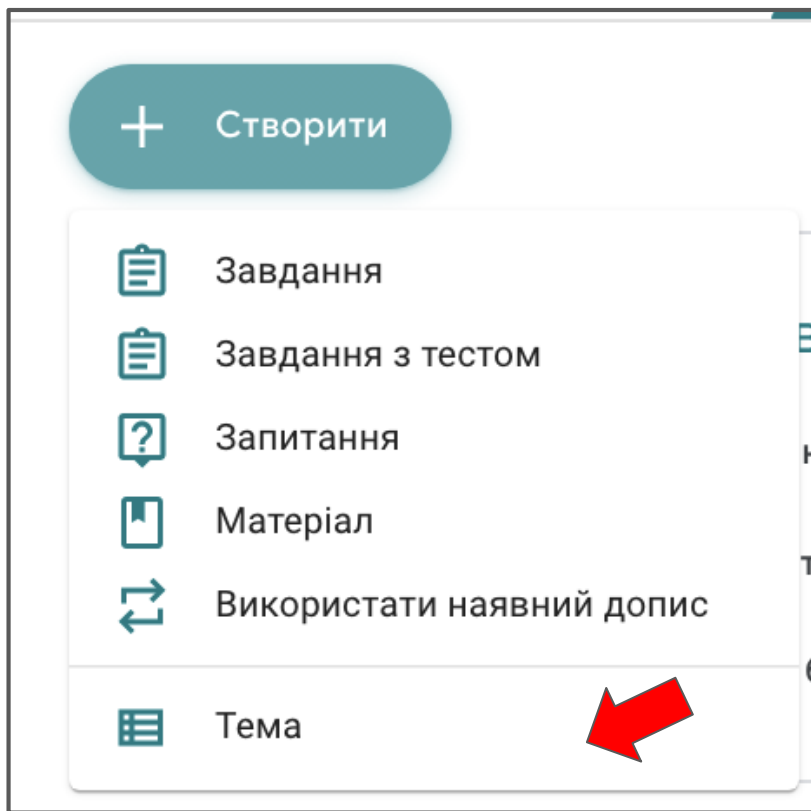 Створити
Завдання
Завдання з тестом
Запитання
Матеріал
Використати наявний допис
Тема